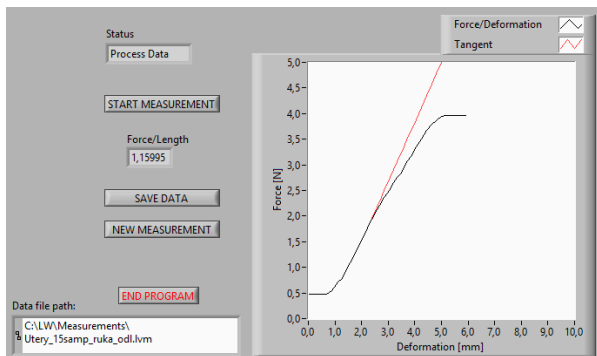 Status
Process Data
START MEASUREMENT
Force/Length
1,15995
SAVE DATA
NEW MEASUREMENT
END PROGRAM
Data file path:
C:\LW\Measurements\
Utery_15samp_ruka_odl.lvm
Force/Deformation
Tangent
Force [N]
5,0
4,5
4,0
3,5
3,0
2,5
2,0
1,5
1,0
0,5
0,0
0,0 1,0 2,0 3,0 4,0 5,0 6,0 7,0 8,0 9,0 10,0
Deformation [mm]